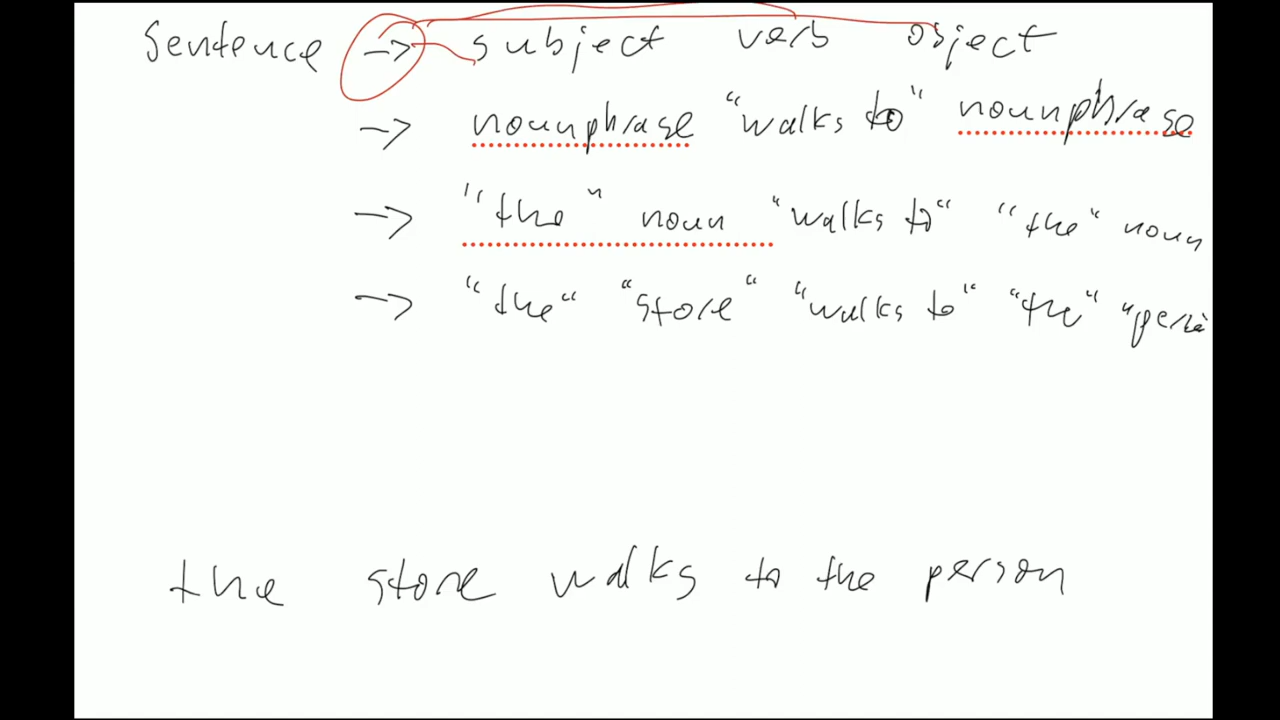 Sentence -> subject verb object
-> nounphrase "walks to" nounphrase
-> "the" noun "walks to" "the" noun
-> "the" "store" "walks to" "the"
the store walks to the person